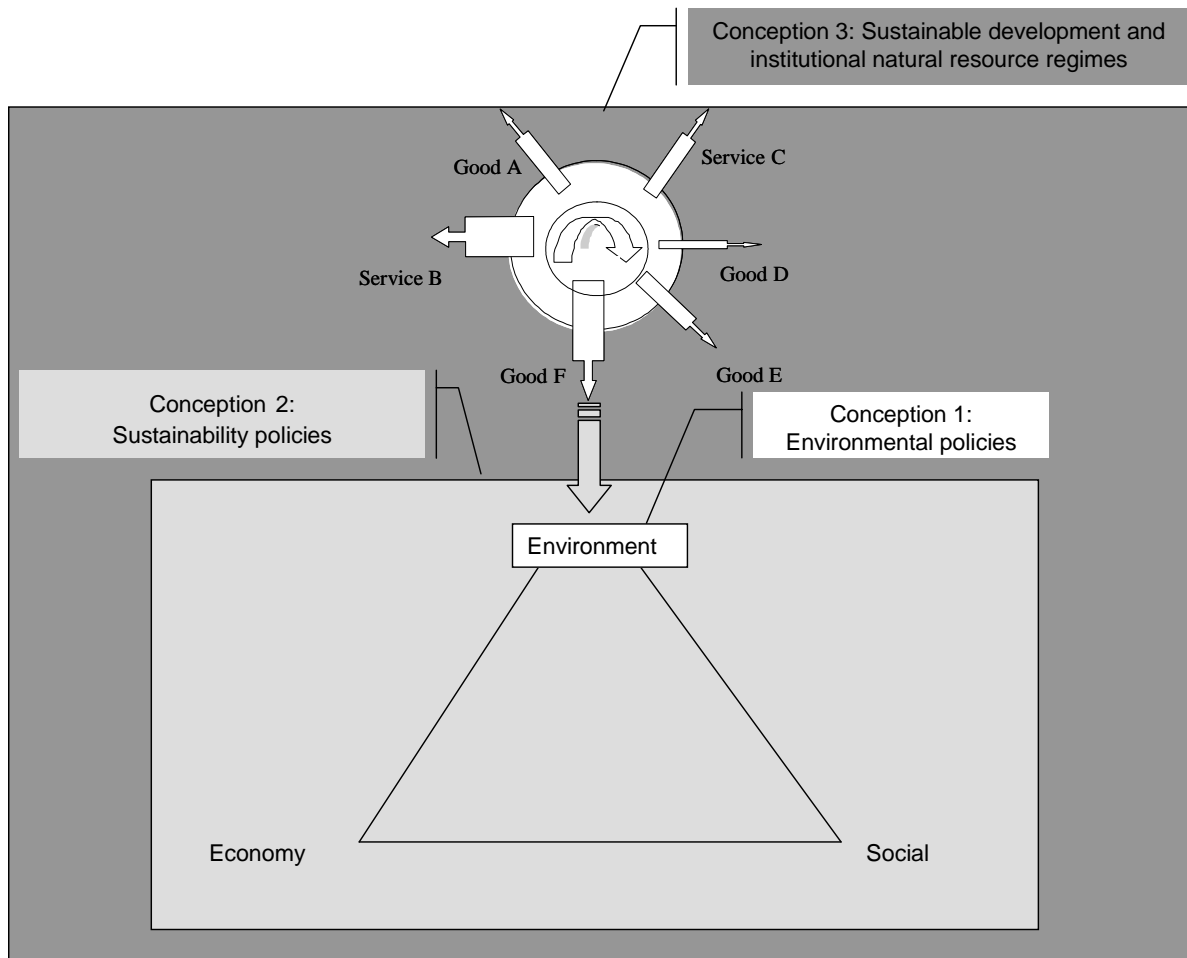 Conception 3: Sustainable development and
institutional natural resource regimes
Good A
Service C
Service B
Good D
Good F
Good E
Conception 2:
Sustainability policies
Conception 1:
Environmental policies
Environment
Economy
Social